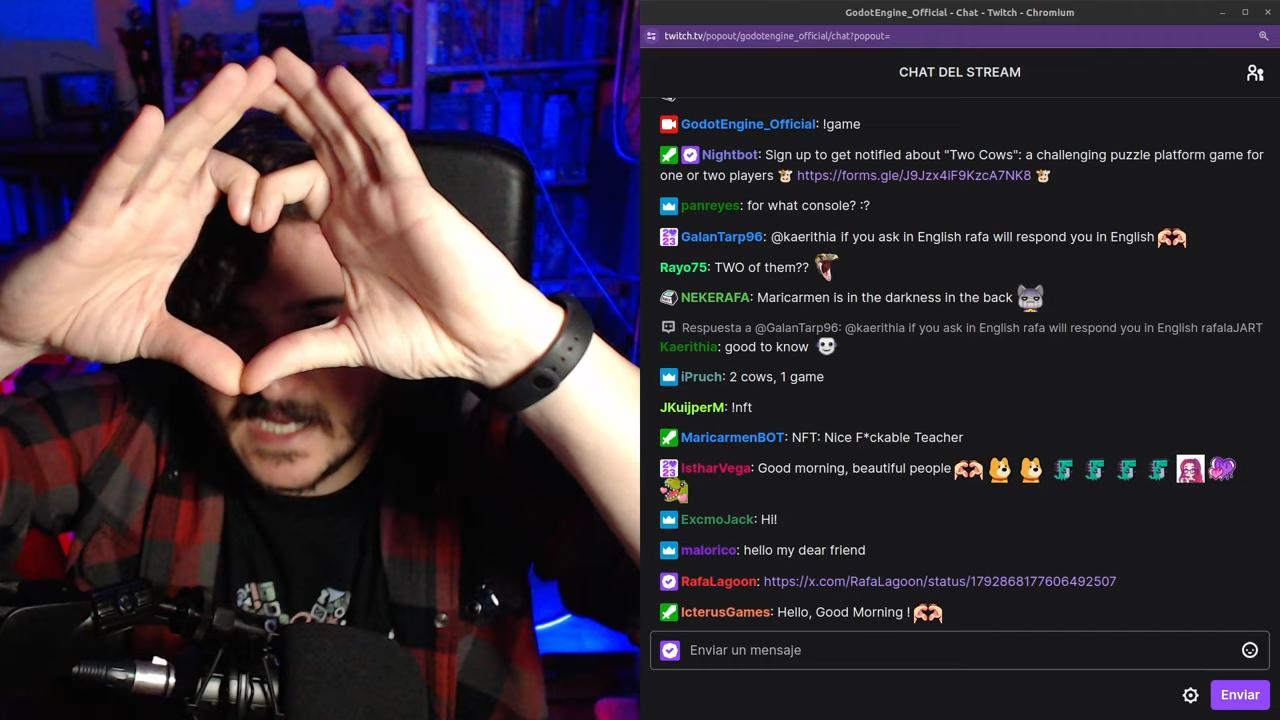 GodotEngine_Official - Chat - Twitch - Chromium
twitch.tv/popout/godotengine_official/chat?popout=
CHAT DEL STREAM
GodotEngine_Official: !game
Nightbot: Sign up to get notified about "Two Cows": a challenging puzzle platform game for
one or two players https://forms.gle/J9Jzx4iF9KzcA7NK8
panreyes: for what console? :?
GalanTarp96: @kaerithia if you ask in English rafa will respond you in English
Rayo75: TWO of them??
NEKERAFA: Maricarmen is in the darkness in the back
Respuesta a @GalanTarp96: @kaerithia if you ask in English rafa will respond you in English rafalaJART
Kaerithia: good to know
iPruch: 2 cows, 1 game
JKuijperM: !nft
MaricarmenBOT: NFT: Nice F*ckable Teacher
IstharVega: Good morning, beautiful people
ExcmoJack: Hi!
malorico: hello my dear friend
RafaLagoon: https://x.com/RafaLagoon/status/1792868177606492507
IcterusGames: Hello, Good Morning !
Enviar un mensaje
Enviar